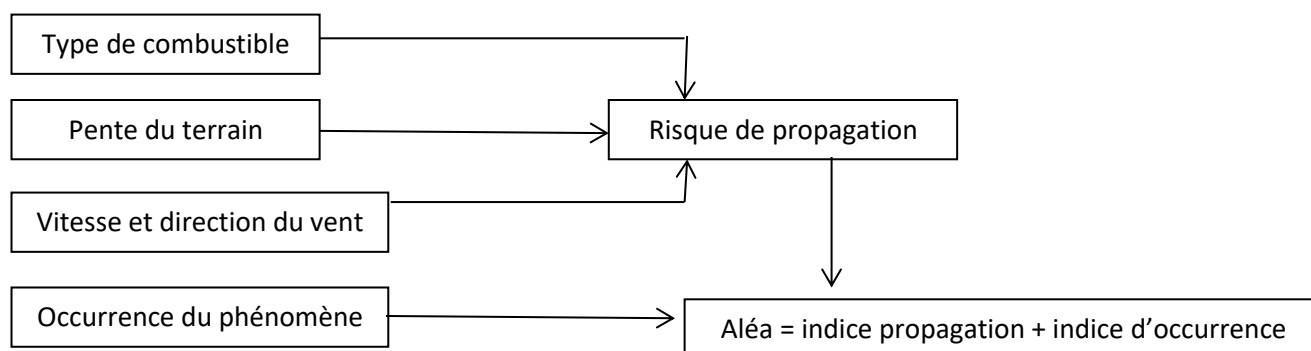 Type de combustible
Pente du terrain
Risque de propagation
Vitesse et direction du vent
Occurrence du phénomène
Aléa = indice propagation + indice d’occurrence